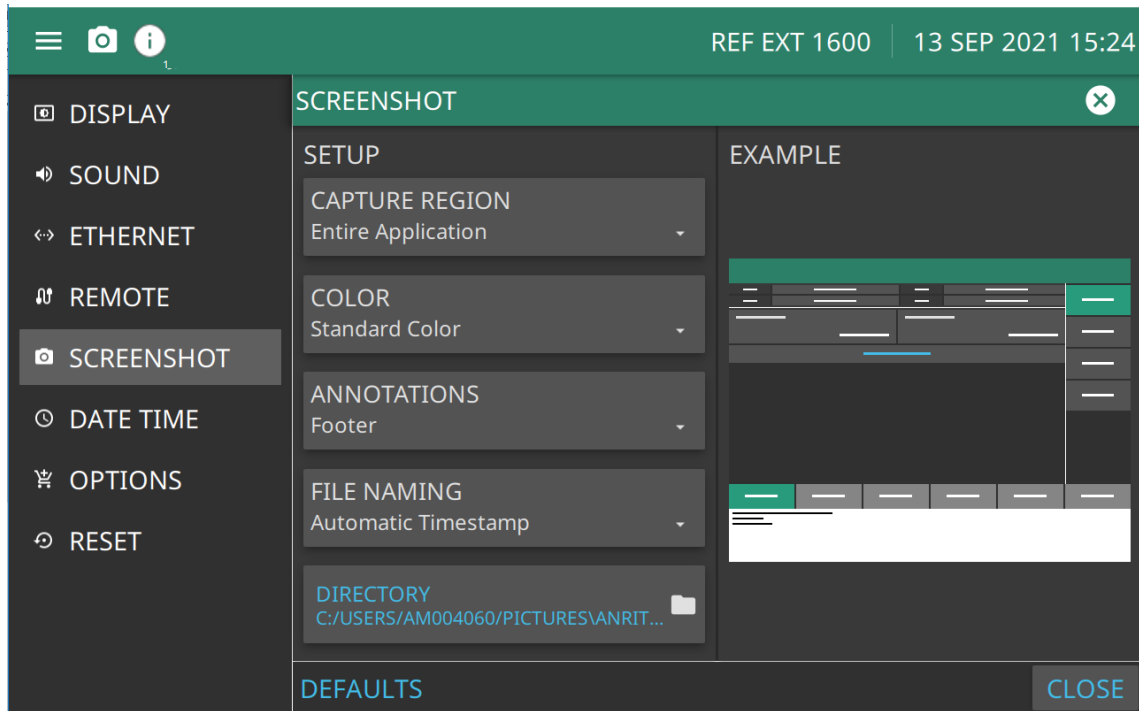 REF EXT 1600
13 SEP 2021 15:24
DISPLAY
SOUND
ETHERNET
REMOTE
SCREENSHOT
DATE TIME
OPTIONS
RESET
SCREENSHOT
SETUP
CAPTURE REGION
Entire Application
COLOR
Standard Color
ANNOTATIONS
Footer
FILE NAMING
Automatic Timestamp
DIRECTORY
C:/USERS/AM004060/PICTURES\ANRIT...
EXAMPLE
DEFAULTS
CLOSE